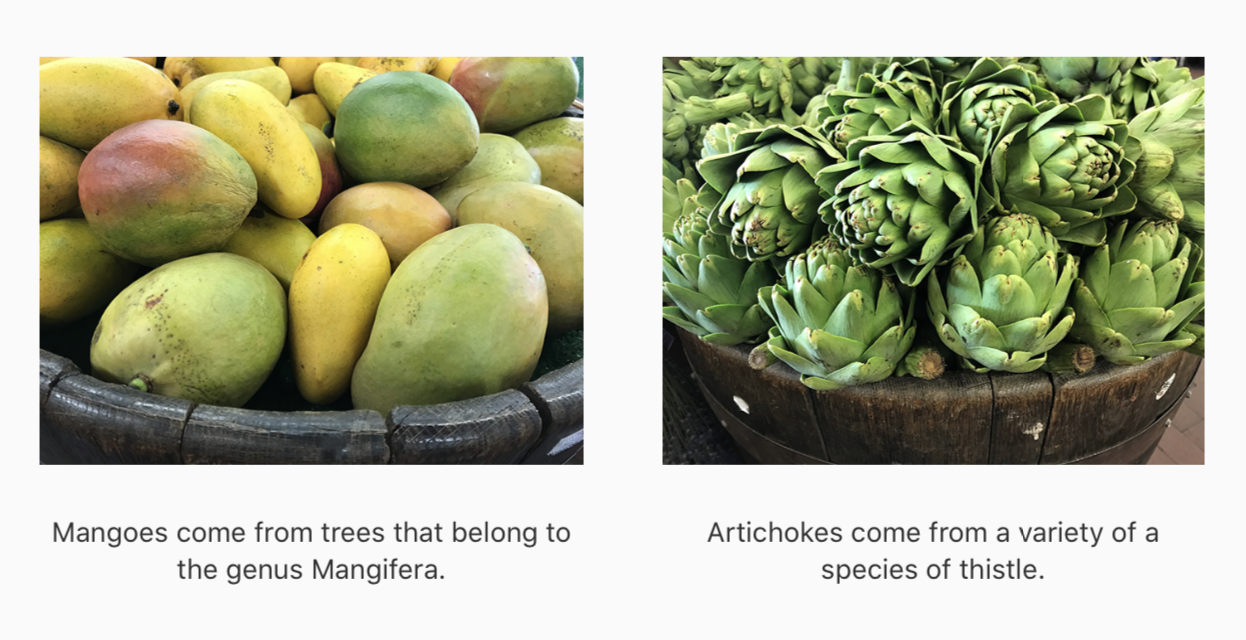 Mangoes come from trees that belong to
the genus Mangifera.
Artichokes come from a variety of a
species of thistle.